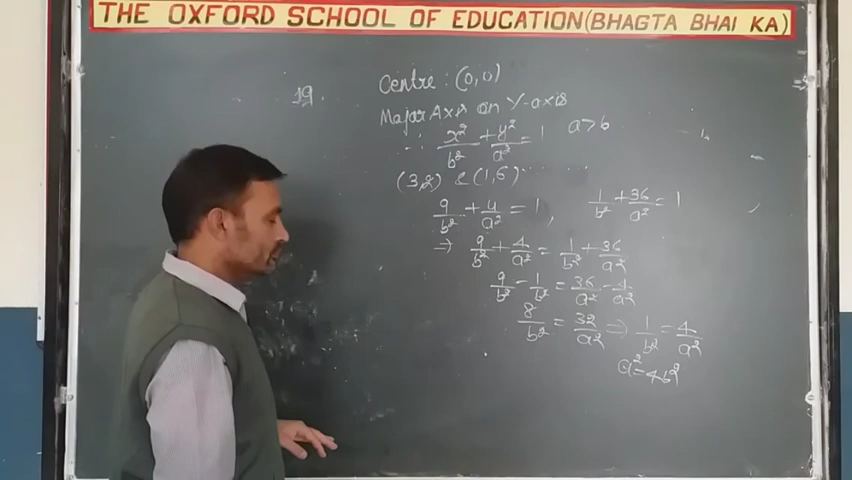 THE OXFORD SCHOOL OF EDUCATION(BHAGTA BHAI KA)
19.
Centre : (0,0)
Major Axis on Y-axis
∴ x²/b² + y²/a² = 1 a>b
(3,2) & (1,6)
9/b² + 4/a² = 1, 1/b² + 36/a² = 1
⇒ 9/b² + 4/a² = 1/b² + 36/a²
9/b² - 1/b² = 36/a² - 4/a²
8/b² = 32/a² ⇒ 1/b² = 4/a²
a² = 4b²